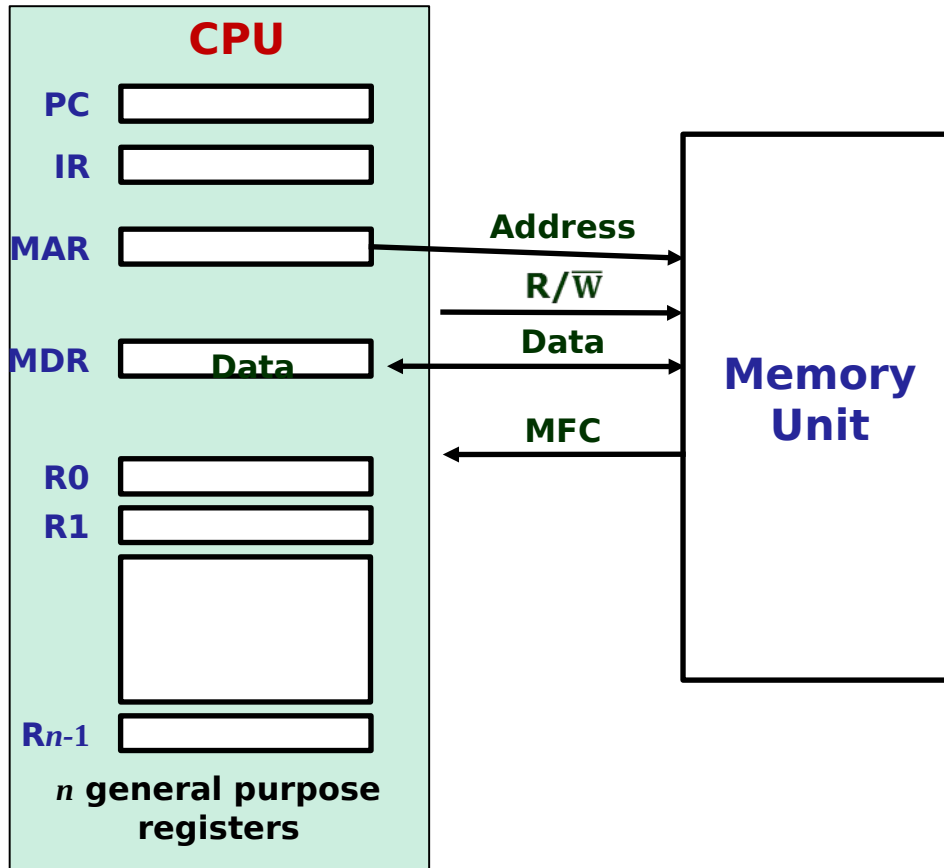 CPU
PC
IR
MAR
Address
R/W̅
MDR
Data
Data
Memory
Unit
MFC
R0
R1
Rn-1
n general purpose
registers